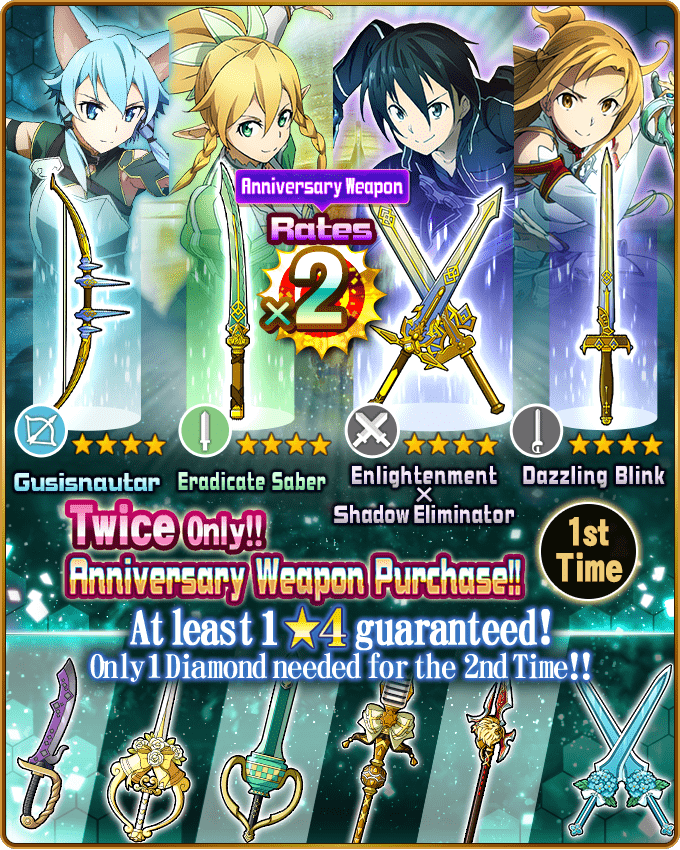 Anniversary Weapon
Rates
×2
Gusisnautar
Eradicate Saber
Enlightenment
×
Shadow Eliminator
Dazzling Blink
Twice Only!!
1st
Time
Anniversary Weapon Purchase!!
At least 1★4 guaranteed!
Only 1 Diamond needed for the 2nd Time!!